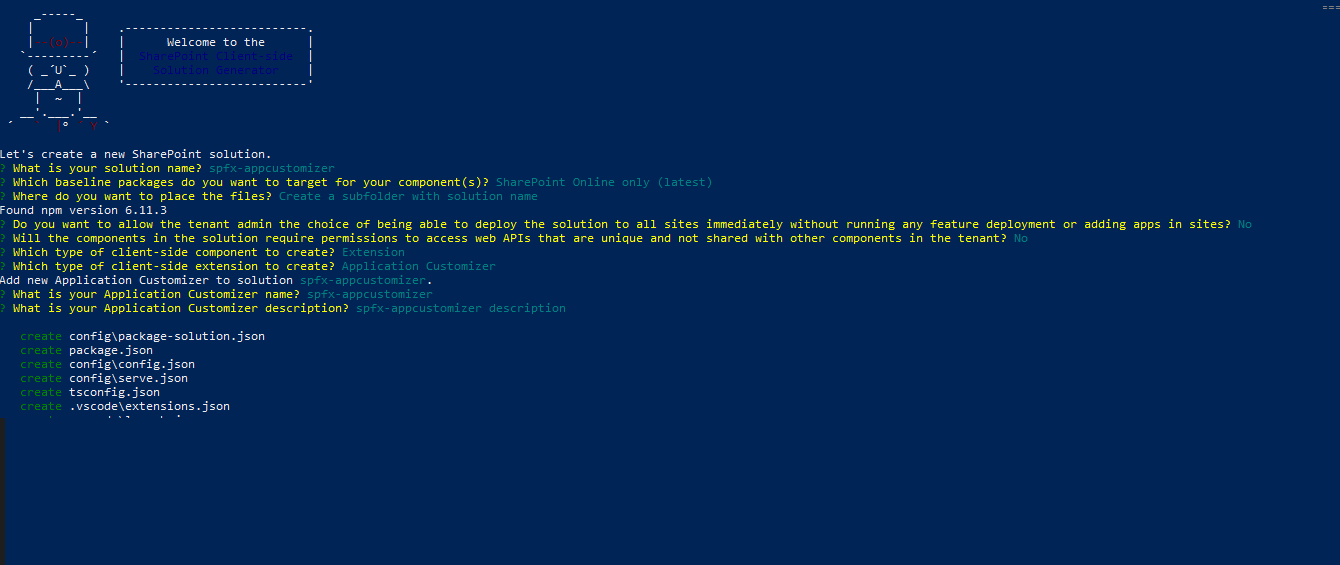 Welcome to the
SharePoint Client-side
Solution Generator
Let's create a new SharePoint solution.
? What is your solution name? spfx-appcustomizer
? Which baseline packages do you want to target for your component(s)? SharePoint Online only (latest)
? Where do you want to place the files? Create a subfolder with solution name
Found npm version 6.11.3
? Do you want to allow the tenant admin the choice of being able to deploy the solution to all sites immediately without running any feature deployment or adding apps in sites? No
? Will the components in the solution require permissions to access web APIs that are unique and not shared with other components in the tenant? No
? Which type of client-side component to create? Extension
? Which type of client-side extension to create? Application Customizer
Add new Application Customizer to solution spfx-appcustomizer.
? What is your Application Customizer name? spfx-appcustomizer
? What is your Application Customizer description? spfx-appcustomizer description
create config\package-solution.json
create package.json
create config\config.json
create config\serve.json
create tsconfig.json
create .vscode\extensions.json